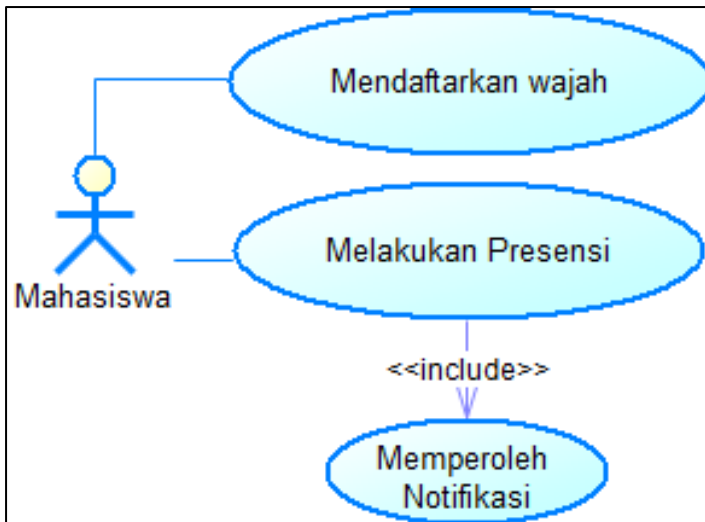 Mendaftarkan wajah
Melakukan Presensi
Mahasiswa
<<include>>
Memperoleh
Notifikasi